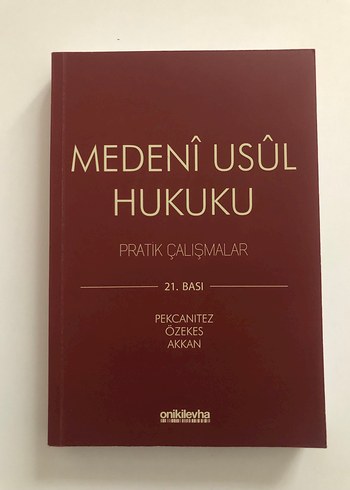 MEDENÎ USÛL
HUKUKU
PRATİK ÇALIŞMALAR
21. BASI
PEKCANITEZ
ÖZEKES
AKKAN
onikilevha